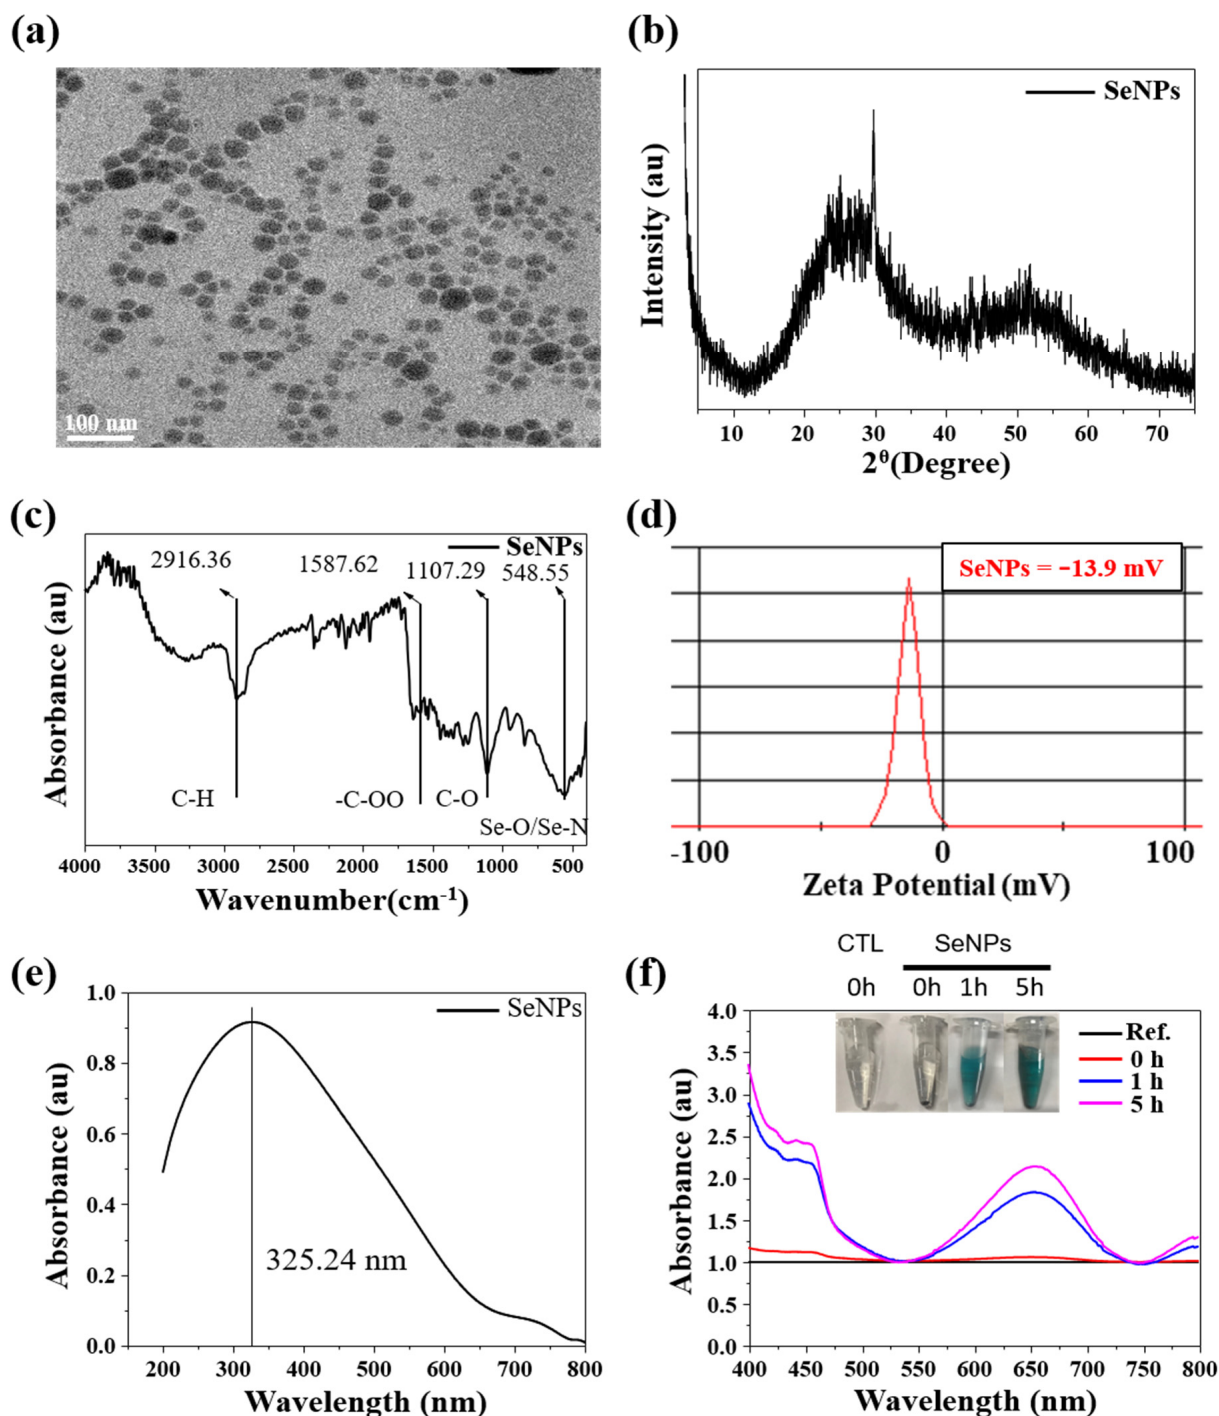 (a)
100 nm
(b)
SeNPs
Intensity (au)
10 20 30 40 50 60 70
2θ(Degree)
(c)
2916.36
1587.62
SeNPs
1107.29
548.55
C-H
-C-OO
C-O
Se-O/Se-N
Absorbance (au)
4000 3500 3000 2500 2000 1500 1000 500
Wavenumber(cm-1)
(d)
SeNPs = −13.9 mV
-100 0 100
Zeta Potential (mV)
(e)
SeNPs
1.0
0.8
0.6
0.4
0.2
0.0
Absorbance (au)
325.24 nm
200 300 400 500 600 700 800
Wavelength (nm)
(f)
CTL SeNPs
0h 0h 1h 5h
Ref.
0 h
1 h
5 h
4.0
3.5
3.0
2.5
2.0
1.5
1.0
0.5
0.0
Absorbance (au)
400 450 500 550 600 650 700 750 800
Wavelength (nm)